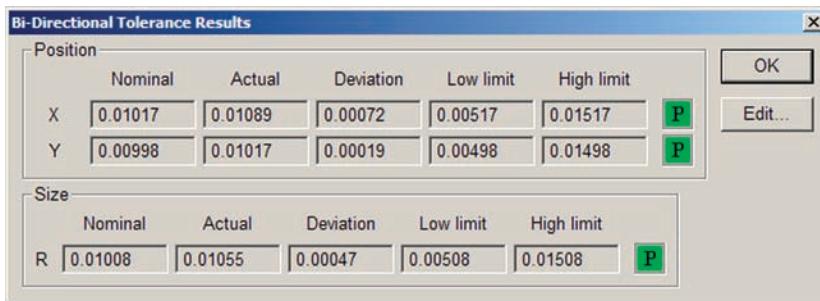 Bi-Directional Tolerance Results
Position
Nominal Actual Deviation Low limit High limit
X 0.01017 0.01089 0.00072 0.00517 0.01517 P
Y 0.00998 0.01017 0.00019 0.00498 0.01498 P
OK
Edit...
Size
Nominal Actual Deviation Low limit High limit
R 0.01008 0.01055 0.00047 0.00508 0.01508 P